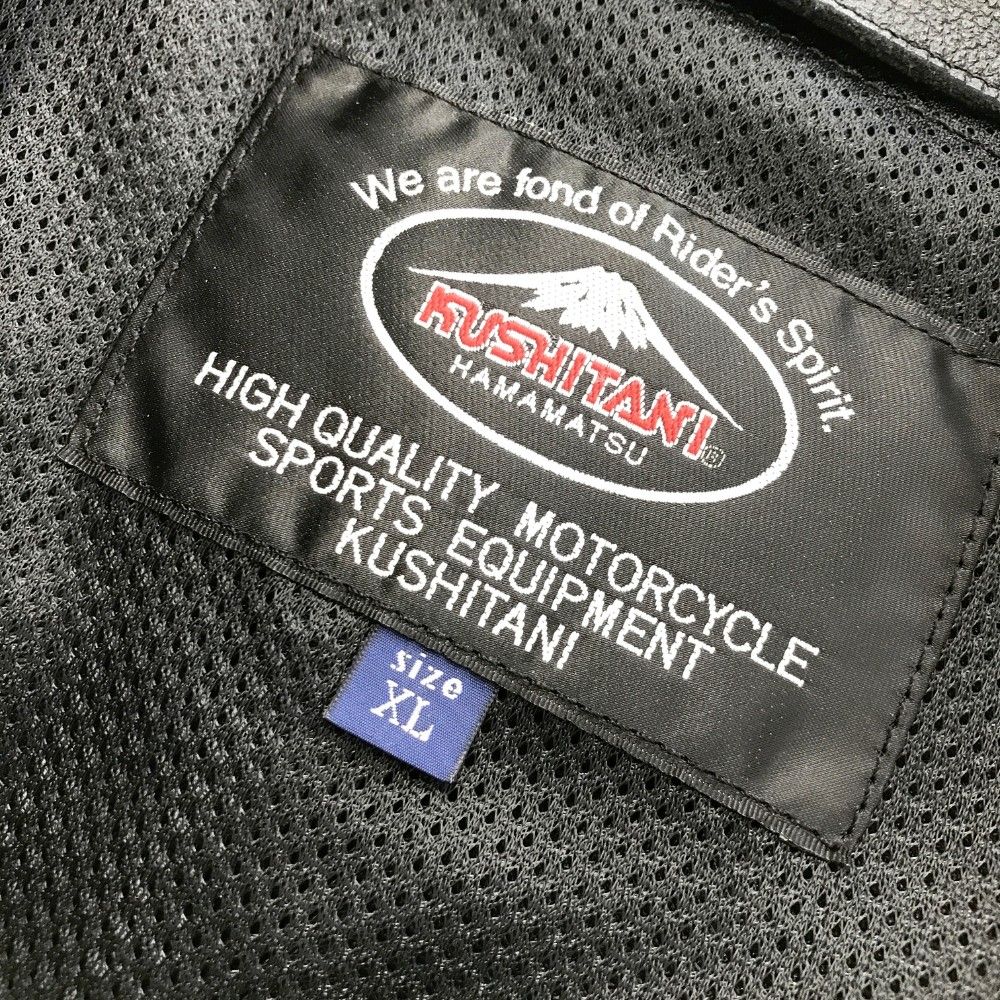 We are fond of Rider's Spirit.
KUSHITANI®
HAMAMATSU
HIGH QUALITY MOTORCYCLE
SPORTS EQUIPMENT
KUSHITANI
size
XL